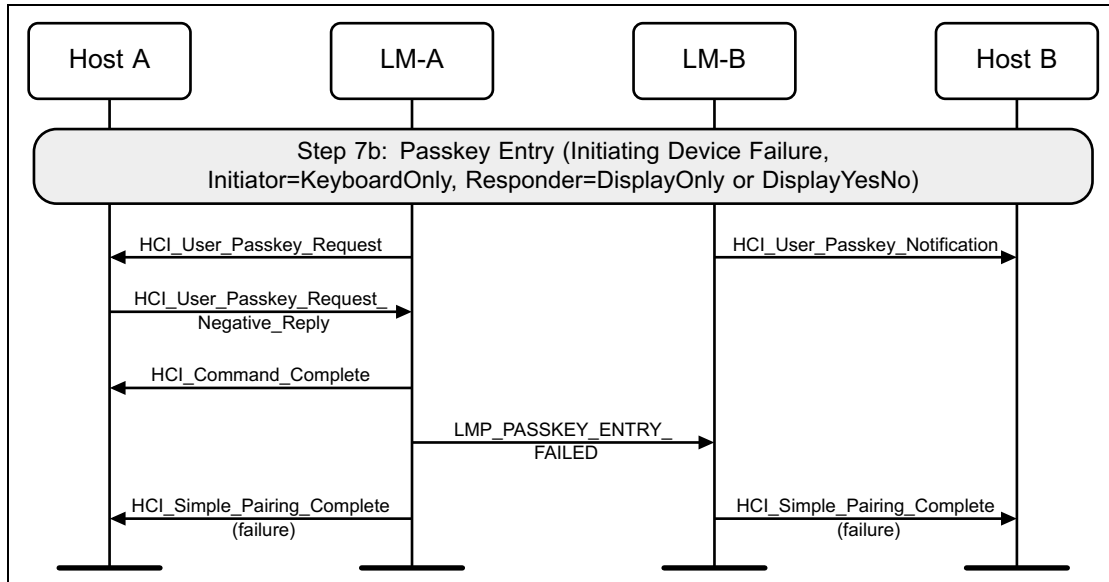 Host A
LM-A
LM-B
Host B
Step 7b: Passkey Entry (Initiating Device Failure,
Initiator=KeyboardOnly, Responder=DisplayOnly or DisplayYesNo)
HCI_User_Passkey_Request
HCI_User_Passkey_Notification
HCI_User_Passkey_Request_
Negative_Reply
HCI_Command_Complete
LMP_PASSKEY_ENTRY_
FAILED
HCI_Simple_Pairing_Complete
(failure)
HCI_Simple_Pairing_Complete
(failure)